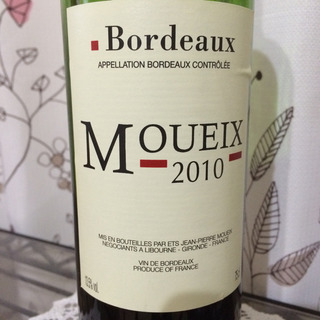 Bordeaux
APPELLATION BORDEAUX CONTRÔLÉE
MOUEIX
2010
MIS EN BOUTEILLES PAR ETS JEAN-PIERRE MOUEIX
NEGOCIANTS A LIBOURNE - GIRONDE - FRANCE
VIN DE BORDEAUX
PRODUCE OF FRANCE